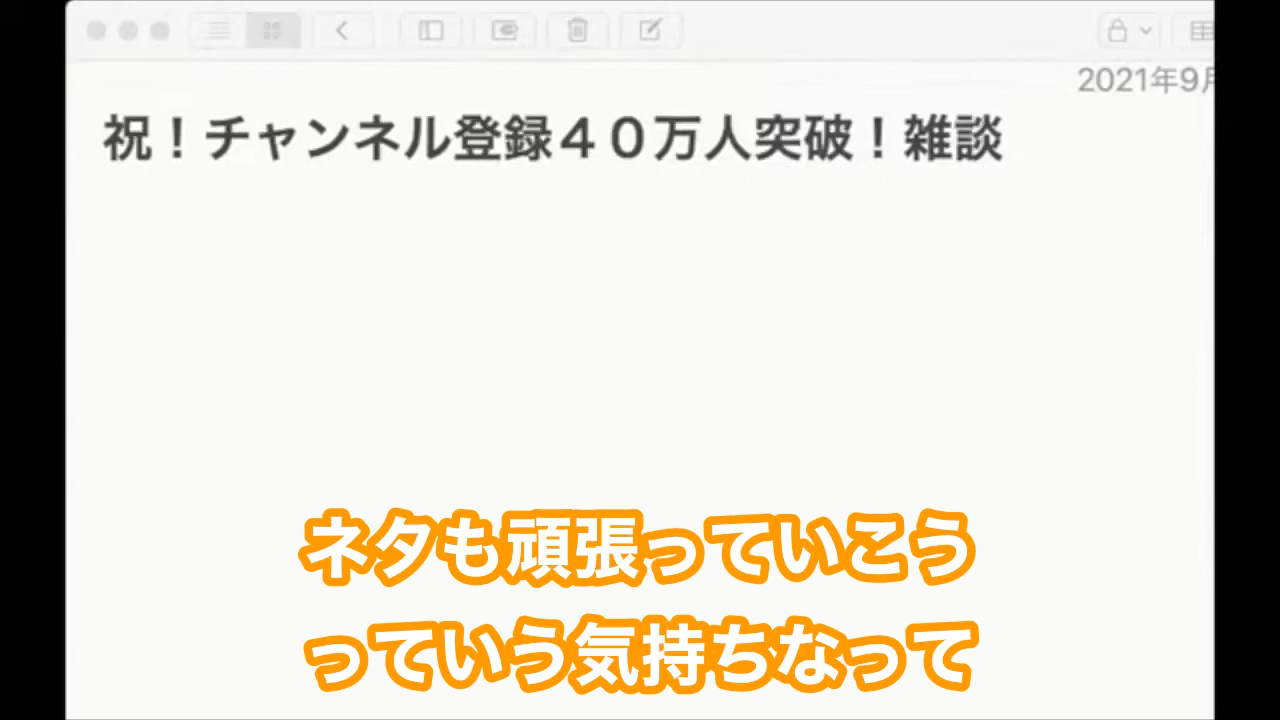 2021年9月
祝！チャンネル登録４０万人突破！雑談
ネタも頑張っていこう
っていう気持ちなって